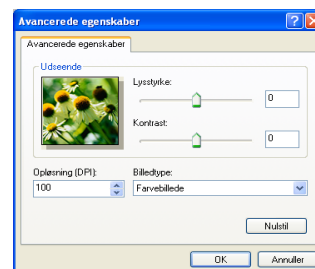 Avancerede egenskaber
Avancerede egenskaber
Udseende
Lysstyrke:
0
Kontrast:
0
Opløsning (DPI): Billedtype:
100 Farvebillede
Nulstil
OK Annuller